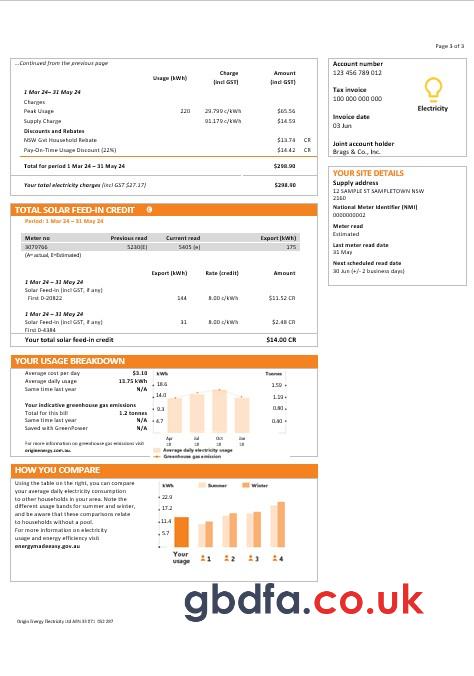 Page 3 of 3
...Continued from the previous page
Usage (kWh) Charge (incl GST) Amount (incl GST)
1 Mar 24– 31 May 24
Charges
Peak Usage 220 29.799 c/kWh $65.56
Supply Charge 91.179 c/kWh $14.59
Discounts and Rebates
NSW Gvt Household Rebate $13.74 CR
Pay-On-Time Usage Discount (22%) $14.42 CR
Total for period 1 Mar 24 – 31 May 24 $298.90
Your total electricity charges (incl GST $27.17) $298.90
TOTAL SOLAR FEED-IN CREDIT
Period: 1 Mar 24 – 31 May 24
Meter no Previous read Current read Export (kWh)
3079766 5230(E) 5405 (e) 175
(A= actual, E=Estimated)
Export (kWh) Rate (credit) Amount
1 Mar 24– 31 May 24
Solar Feed-in (incl GST, if any)
First 0-20822 144 8.00 c/kWh $11.52 CR
1 Mar 24– 31 May 24
Solar Feed-in (incl GST, if any) 31 8.00 c/kWh $2.48 CR
First 0-4384
Your total solar feed-in credit $14.00 CR
YOUR USAGE BREAKDOWN
Average cost per day $3.10
Average daily usage 13.75 kWh
Same time last year N/A
Your indicative greenhouse gas emissions
Total for this bill 1.2 tonnes
Same time last year N/A
Saved with GreenPower N/A
For more information on greenhouse gas emissions visit
originenergy.com.au.
kWh Tonnes
18.6 1.59
14.0 1.19
9.3 0.80
4.7 0.40
Apr Jul Oct Jan
Average daily electricity usage
Greenhouse gas emission
HOW YOU COMPARE
Using the table on the right, you can compare
your average daily electricity consumption
to other households in your area. Note the
different usage bands for summer and winter,
and be aware that these comparisons relate
to households without a pool.
For more information on electricity
usage and energy efficiency visit
energymadeeasy.gov.au
kWh Summer Winter
22.9
17.2
11.4
5.7
Your usage 1 2 3 4
Account number
123 456 789 012
Tax invoice
100 000 000 000
Electricity
Invoice date
03 Jun
Joint account holder
Brags & Co., Inc.
YOUR SITE DETAILS
Supply address
12 SAMPLE ST SAMPLETOWN NSW
2160
National Meter Identifier (NMI)
0000000002
Meter read
Estimated
Last meter read date
31 May
Next scheduled read date
30 Jun (+/- 2 business days)
gbdfa.co.uk
Origin Energy Electricity Ltd ABN 33 071 052 287